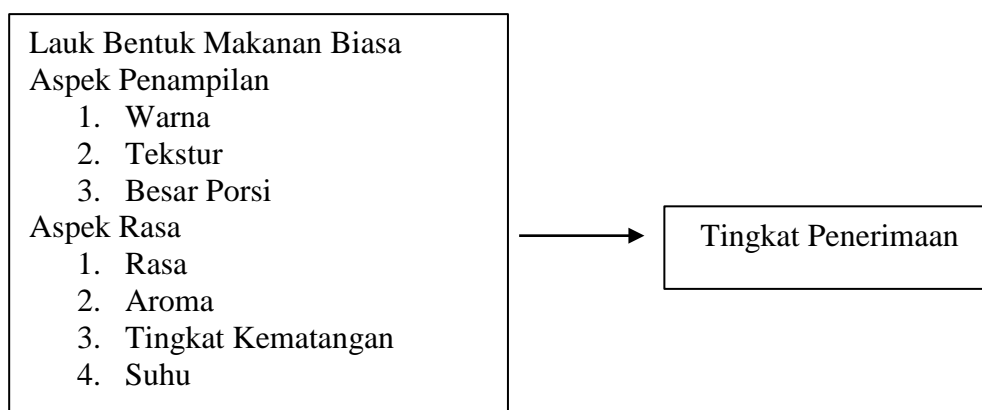 Lauk Bentuk Makanan Biasa
Aspek Penampilan
1. Warna
2. Tekstur
3. Besar Porsi
Aspek Rasa
1. Rasa
2. Aroma
3. Tingkat Kematangan
4. Suhu
Tingkat Penerimaan